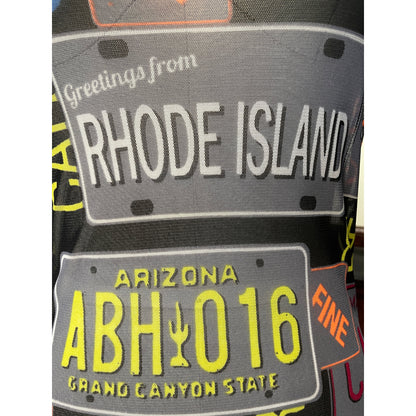 Greetings from
RHODE ISLAND
ARIZONA
ABH 016
GRAND CANYON STATE
FINE